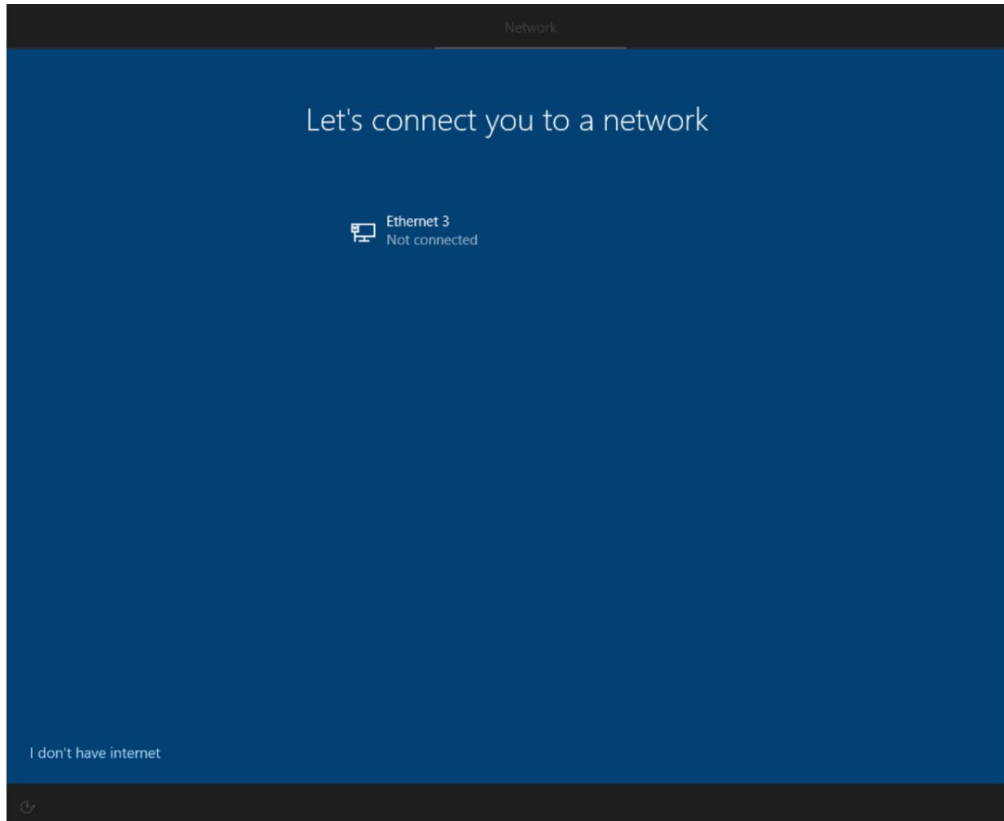 Network
Let's connect you to a network
Ethernet 3
Not connected
I don't have internet